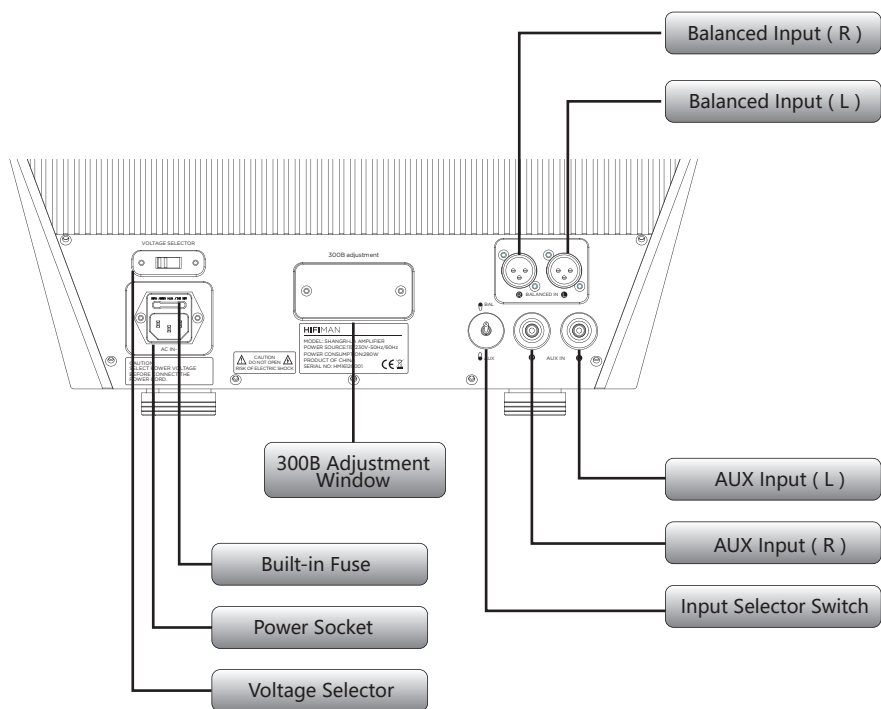 Balanced Input ( R )
Balanced Input ( L )
VOLTAGE SELECTOR
300B adjustment
R BALANCED IN L
BAL
HIFIMAN
MODEL: SHANGRI-LA AMPLIFIER
POWER CONSUMPTION:280W
PRODUCT OF CHINA
AC IN~
CAUTION:
SELECT POWER VOLTAGE
BEFORE CONNECT THE
POWER CORD.
CAUTION
DO NOT OPEN
RISK OF ELECTRIC SHOCK
CE
AUX
AUX IN
300B Adjustment
Window
AUX Input ( L )
AUX Input ( R )
Built-in Fuse
Input Selector Switch
Power Socket
Voltage Selector